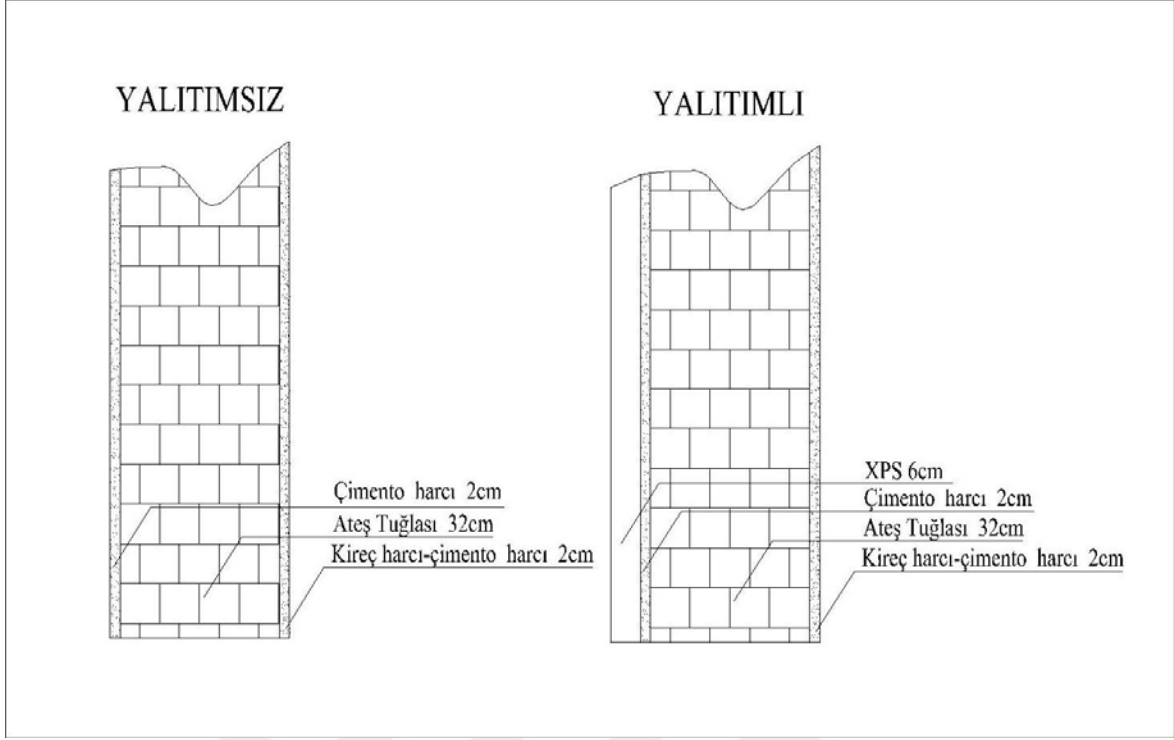 YALITIMSIZ
Çimento harcı 2cm
Ateş Tuğlası 32cm
Kireç harcı-çimento harcı 2cm
YALITIMLI
XPS 6cm
Çimento harcı 2cm
Ateş Tuğlası 32cm
Kireç harcı-çimento harcı 2cm